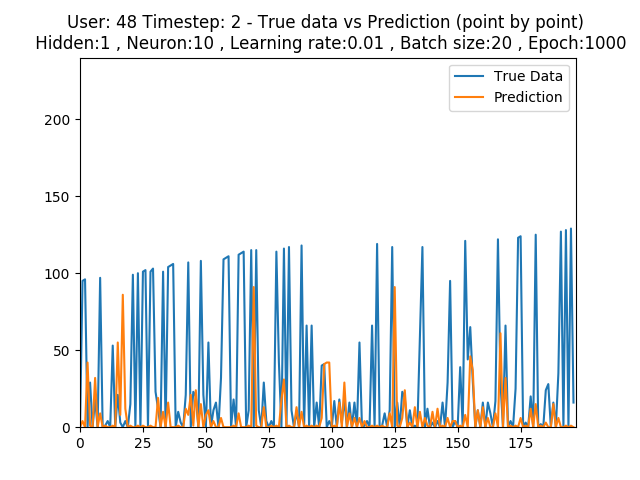 User: 48 Timestep: 2 - True data vs Prediction (point by point)
Hidden:1 , Neuron:10 , Learning rate:0.01 , Batch size:20 , Epoch:1000
True Data
Prediction
200
150
100
50
0
0 25 50 75 100 125 150 175